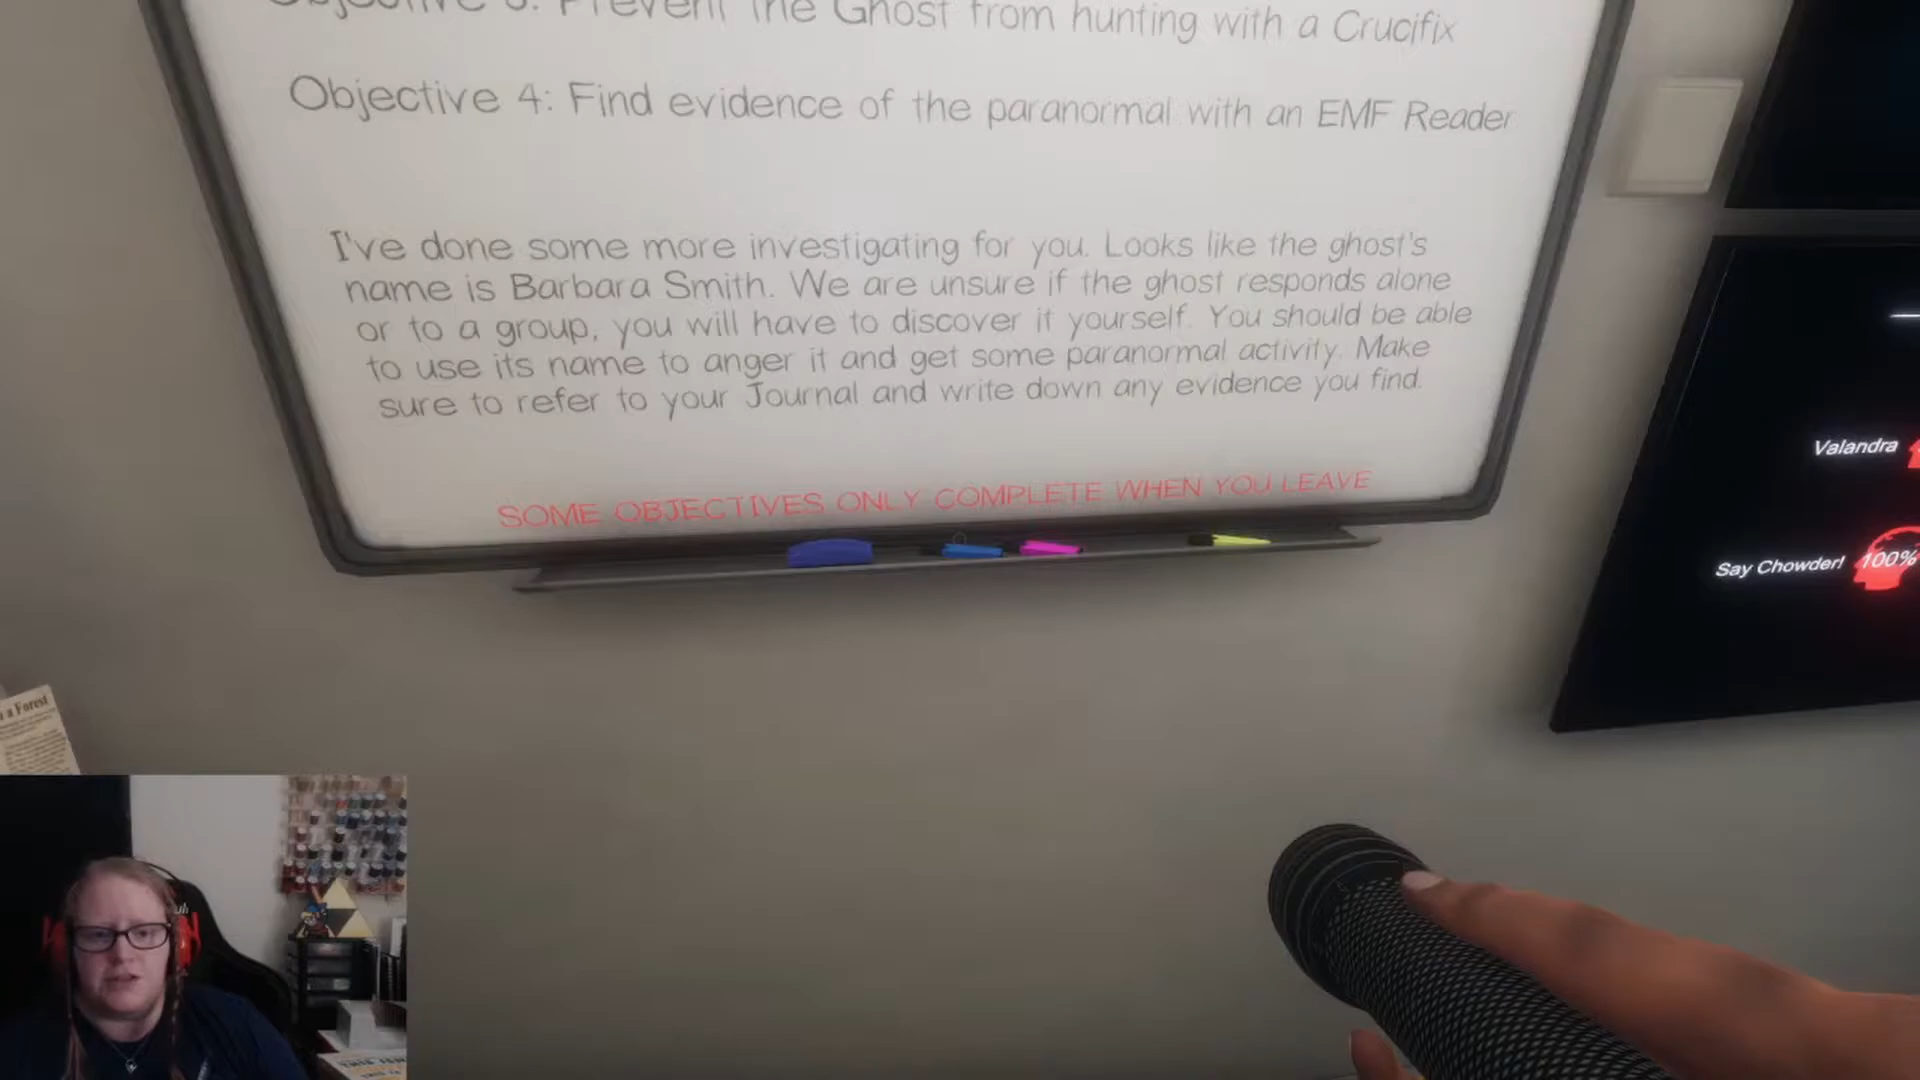 Objective 3: Prevent the Ghost from hunting with a Crucifix
Objective 4: Find evidence of the paranormal with an EMF Reader
I've done some more investigating for you. Looks like the ghost's
name is Barbara Smith. We are unsure if the ghost responds alone
or to a group, you will have to discover it yourself. You should be able
to use its name to anger it and get some paranormal activity. Make
sure to refer to your Journal and write down any evidence you find.
SOME OBJECTIVES ONLY COMPLETE WHEN YOU LEAVE
Valandra
Say Chowder! 100%
a Forest